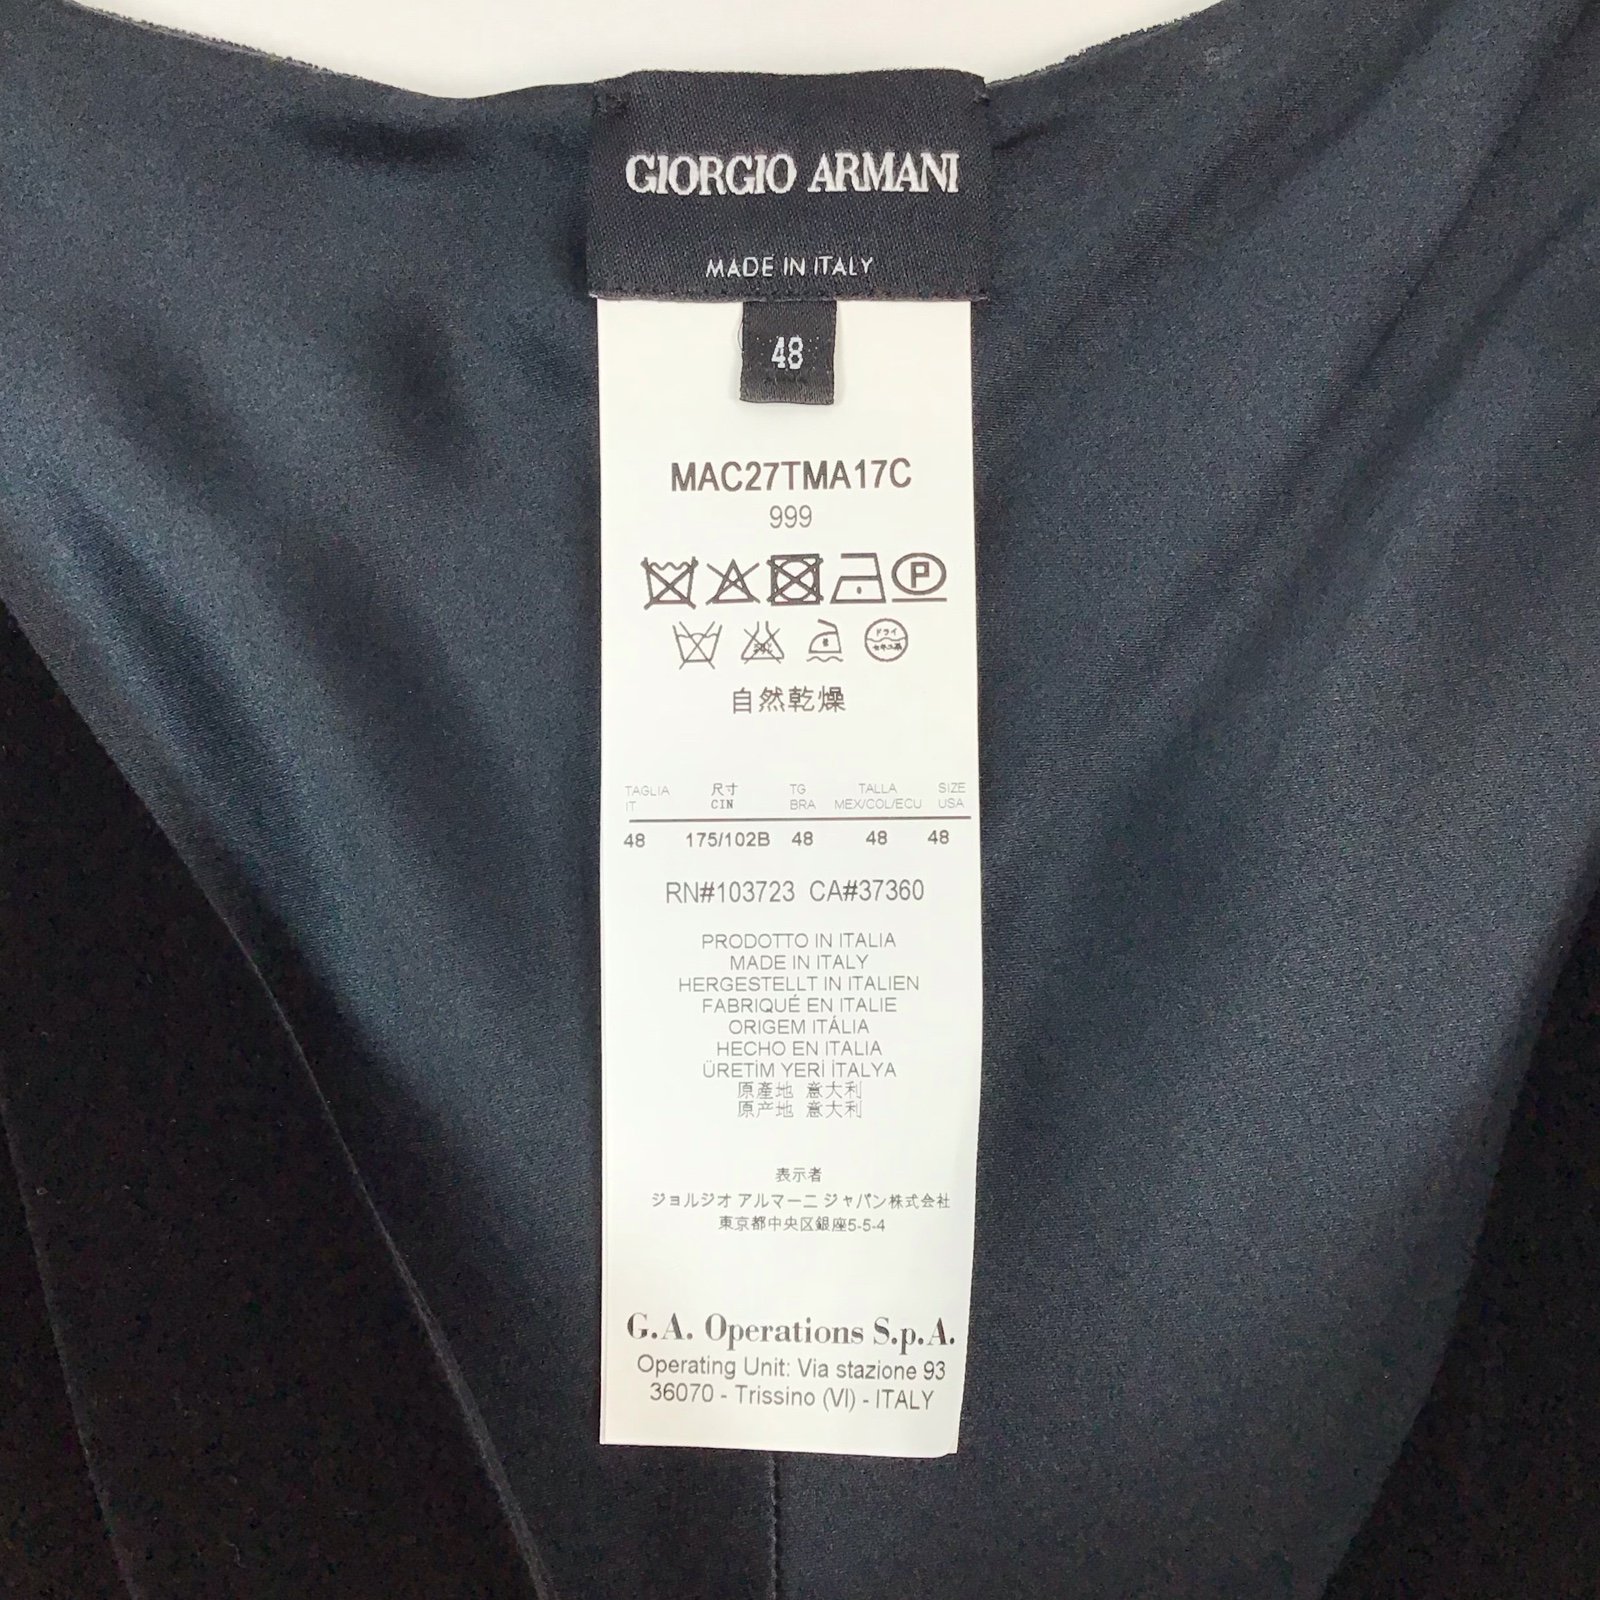 GIORGIO ARMANI
MADE IN ITALY
48
MAC27TMA17C
999
P
ドライ
自然乾燥
TAGLIA IT 尺寸 CIN TG BRA TALLA MEX/COL/ECU SIZE USA
48 175/102B 48 48 48
RN#103723 CA#37360
PRODOTTO IN ITALIA
MADE IN ITALY
HERGESTELLT IN ITALIEN
FABRIQUÉ EN ITALIE
ORIGEM ITÁLIA
HECHO EN ITALIA
ÜRETİM YERİ İTALYA
原產地 意大利
原产地 意大利
表示者
ジョルジオ アルマーニ ジャパン株式会社
東京都中央区銀座5-5-4
G.A. Operations S.p.A.
Operating Unit: Via stazione 93
36070 - Trissino (VI) - ITALY